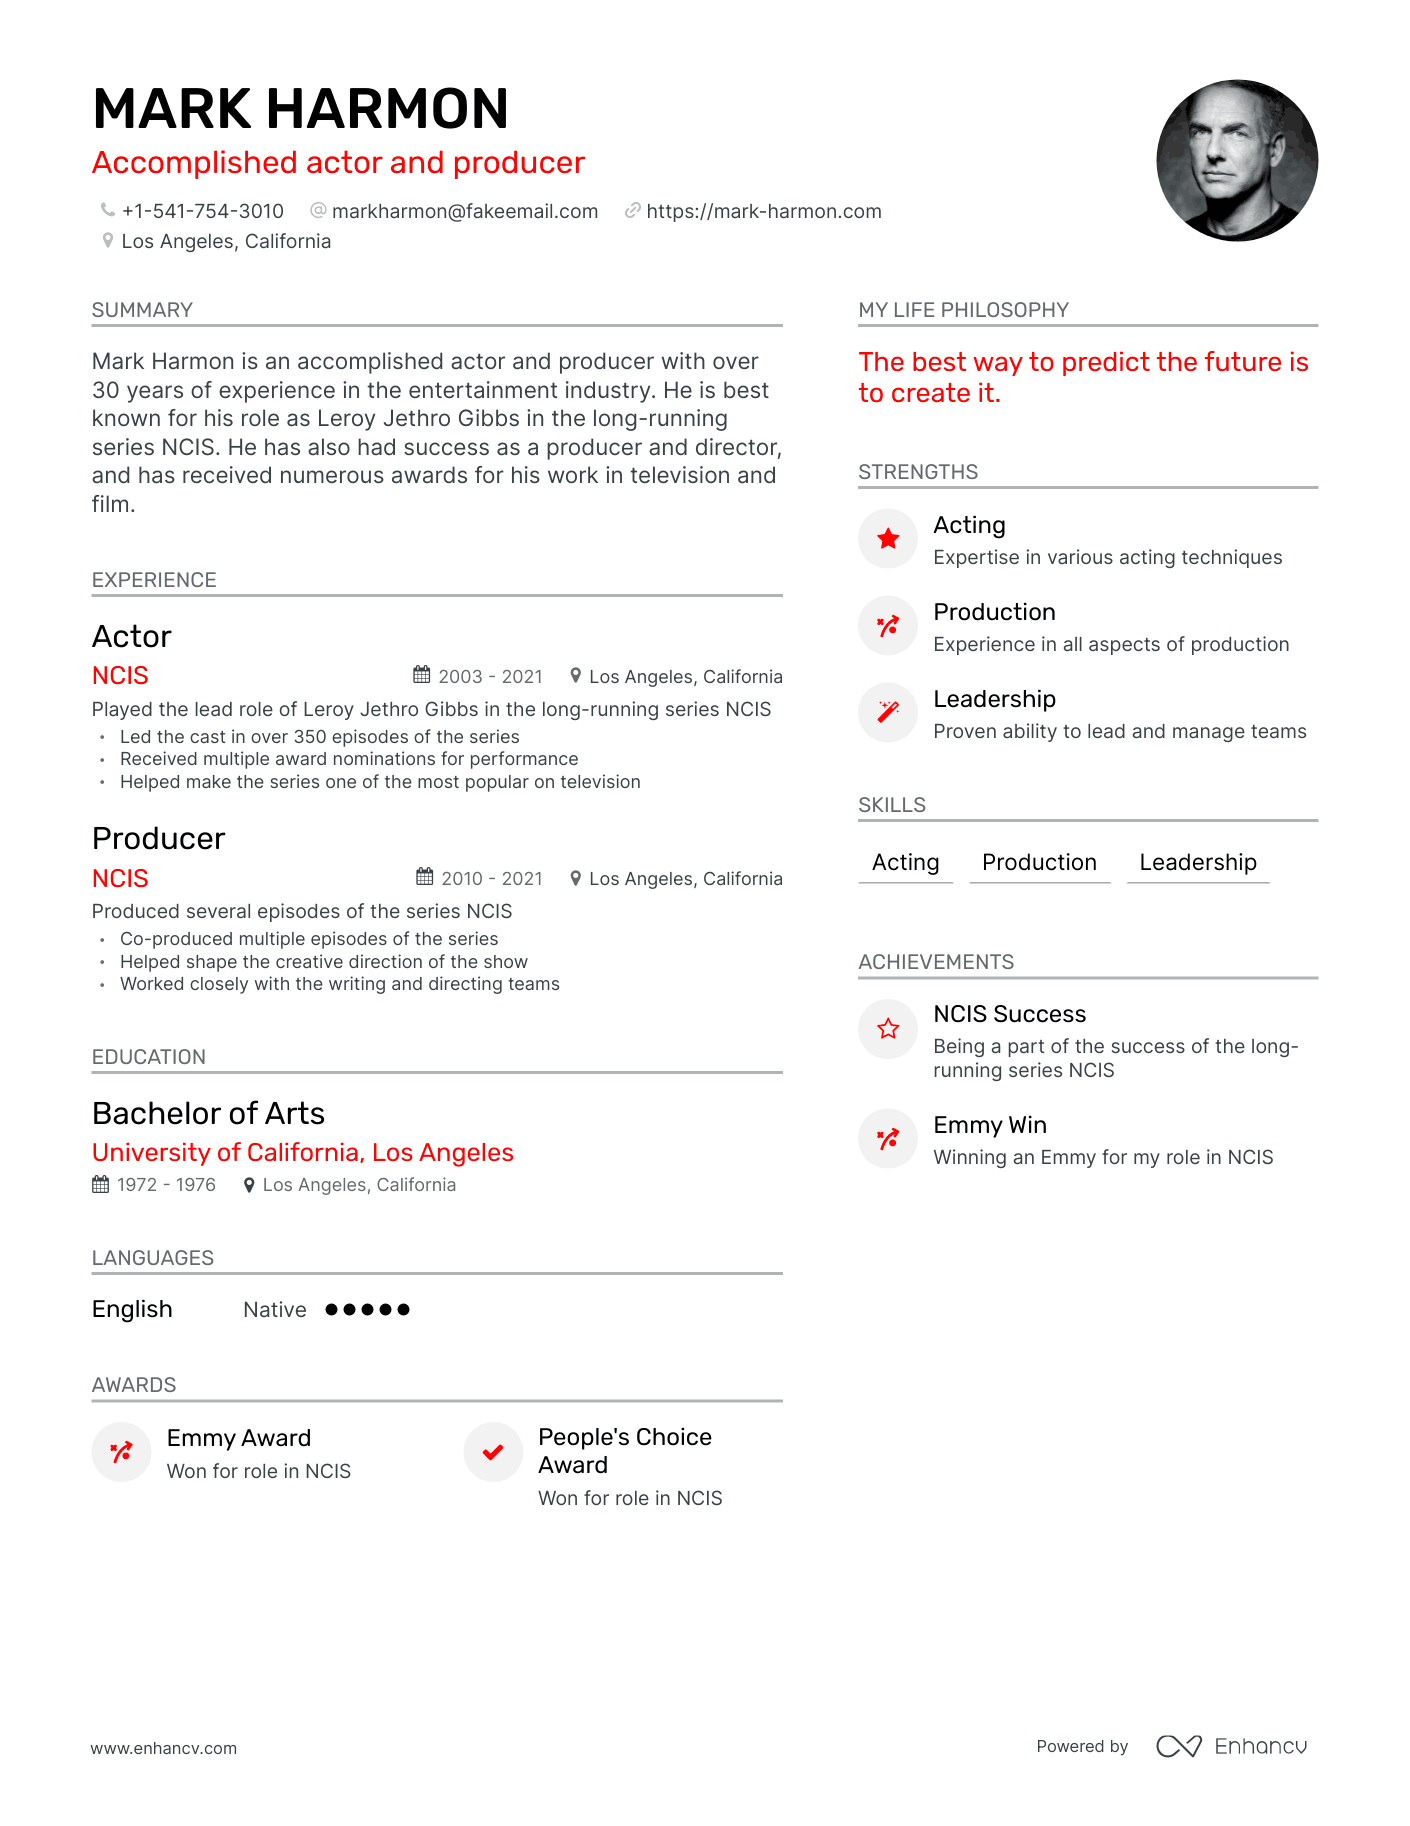 MARK HARMON
Accomplished actor and producer
+1-541-754-3010 markharmon@fakeemail.com https://mark-harmon.com
Los Angeles, California
SUMMARY
Mark Harmon is an accomplished actor and producer with over
30 years of experience in the entertainment industry. He is best
known for his role as Leroy Jethro Gibbs in the long-running
series NCIS. He has also had success as a producer and director,
and has received numerous awards for his work in television and
film.
EXPERIENCE
Actor
NCIS 2003 - 2021 Los Angeles, California
Played the lead role of Leroy Jethro Gibbs in the long-running series NCIS
• Led the cast in over 350 episodes of the series
• Received multiple award nominations for performance
• Helped make the series one of the most popular on television
Producer
NCIS 2010 - 2021 Los Angeles, California
Produced several episodes of the series NCIS
• Co-produced multiple episodes of the series
• Helped shape the creative direction of the show
• Worked closely with the writing and directing teams
EDUCATION
Bachelor of Arts
University of California, Los Angeles
1972 - 1976 Los Angeles, California
LANGUAGES
English Native
AWARDS
Emmy Award
Won for role in NCIS
People's Choice
Award
Won for role in NCIS
MY LIFE PHILOSOPHY
The best way to predict the future is
to create it.
STRENGTHS
Acting
Expertise in various acting techniques
Production
Experience in all aspects of production
Leadership
Proven ability to lead and manage teams
SKILLS
Acting Production Leadership
ACHIEVEMENTS
NCIS Success
Being a part of the success of the long-
running series NCIS
Emmy Win
Winning an Emmy for my role in NCIS
www.enhancv.com
Powered by Enhancv